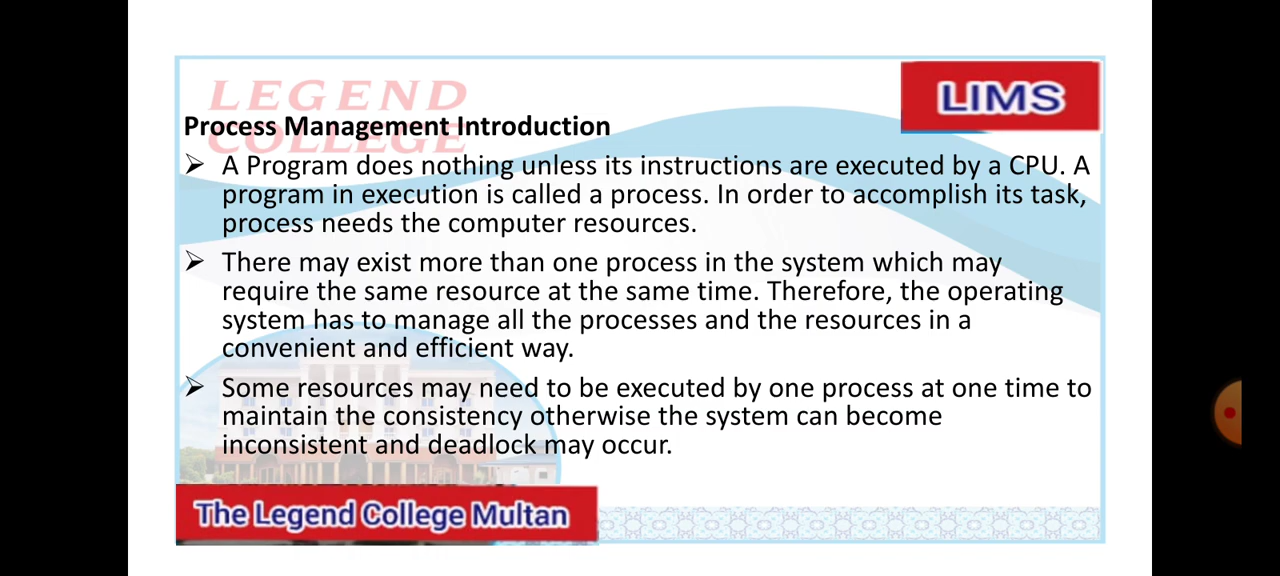 LEGEND
COLLEGE
LIMS
Process Management Introduction
➢ A Program does nothing unless its instructions are executed by a CPU. A
program in execution is called a process. In order to accomplish its task,
process needs the computer resources.
➢ There may exist more than one process in the system which may
require the same resource at the same time. Therefore, the operating
system has to manage all the processes and the resources in a
convenient and efficient way.
➢ Some resources may need to be executed by one process at one time to
maintain the consistency otherwise the system can become
inconsistent and deadlock may occur.
The Legend College Multan